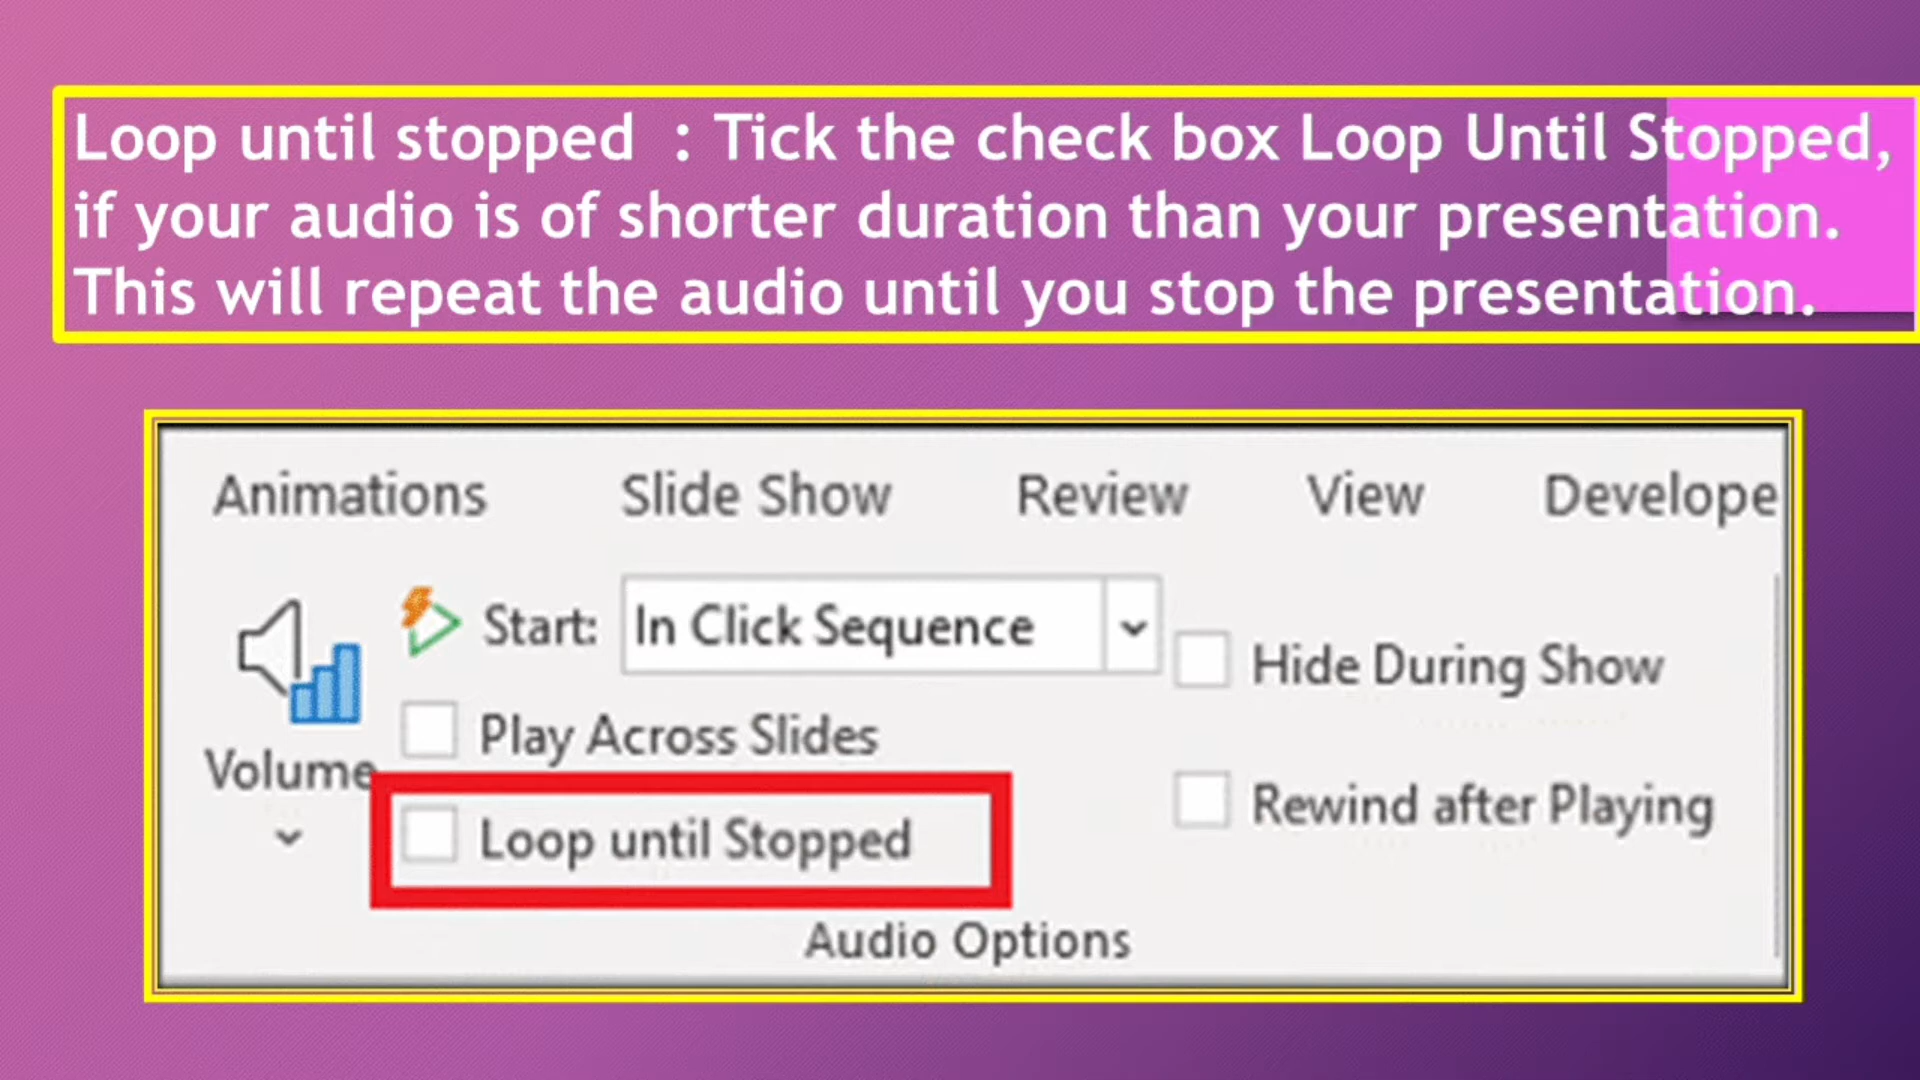 Loop until stopped : Tick the check box Loop Until Stopped,
if your audio is of shorter duration than your presentation.
This will repeat the audio until you stop the presentation.
Animations Slide Show Review View Develope
Start: In Click Sequence
Hide During Show
Play Across Slides
Volume
Rewind after Playing
Loop until Stopped
Audio Options